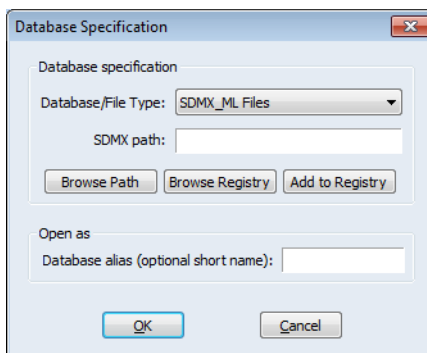 Database Specification
Database specification
Database/File Type: SDMX_ML Files
SDMX path:
Browse Path Browse Registry Add to Registry
Open as
Database alias (optional short name):
OK Cancel